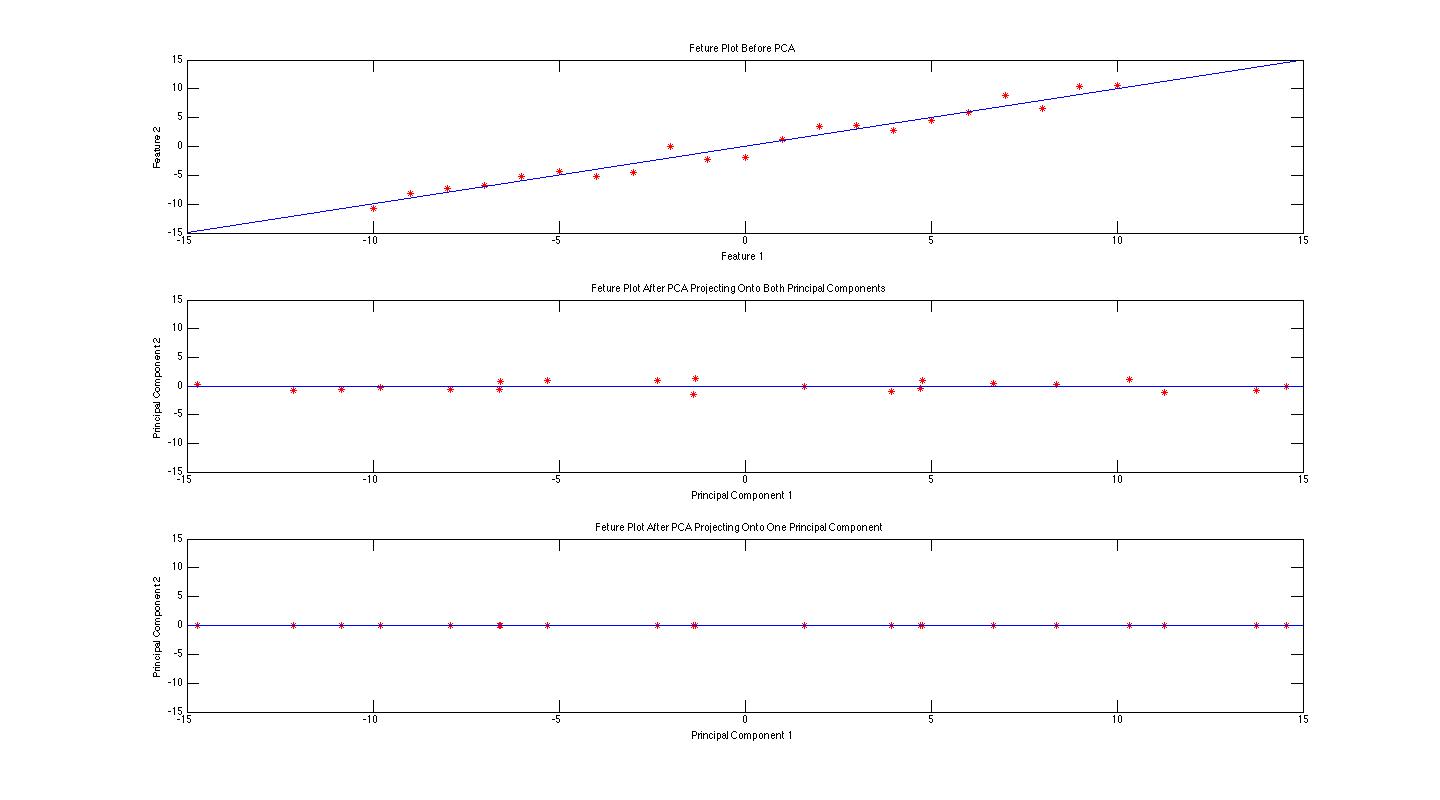 Feture Plot Before PCA
15
10
5
0
-5
-10
-15
Feature 2
-15 -10 -5 0 5 10 15
Feature 1
Feture Plot After PCA Projecting Onto Both Principal Components
15
10
5
0
-5
-10
-15
Principal Component 2
-15 -10 -5 0 5 10 15
Principal Component 1
Feture Plot After PCA Projecting Onto One Principal Component
15
10
5
0
-5
-10
-15
Principal Component 2
-15 -10 -5 0 5 10 15
Principal Component 1